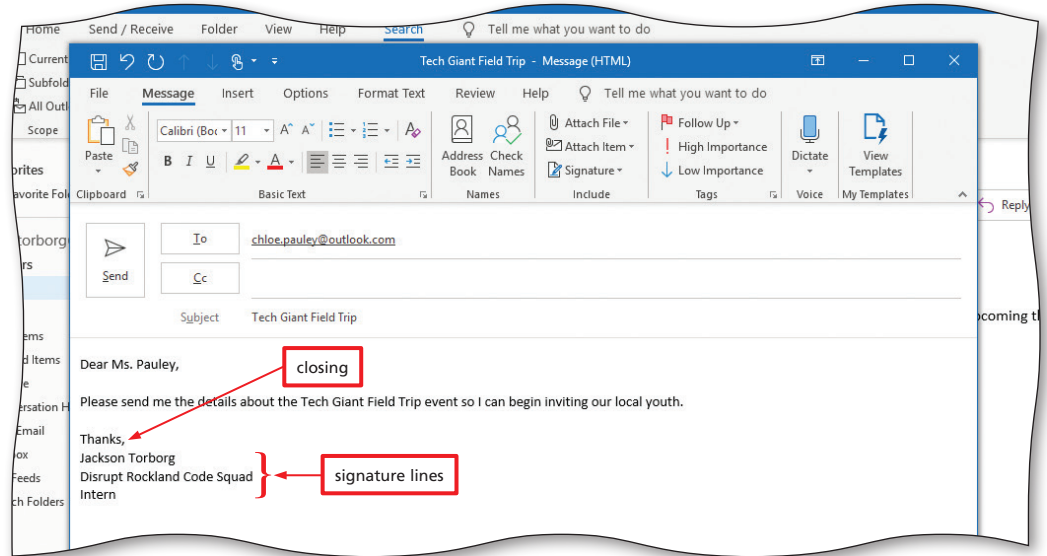 Home Send / Receive Folder View Help Search Tell me what you want to do
Current
Subfold
All Outl
Scope
Tech Giant Field Trip - Message (HTML)
File Message Insert Options Format Text Review Help Tell me what you want to do
Paste
Clipboard
Calibri (Boc 11
B I U A
Basic Text
Address Book
Check Names
Names
Attach File
Attach Item
Signature
Include
Follow Up
High Importance
Low Importance
Tags
Dictate
Voice
View Templates
My Templates
orites
avorite Fol
torborg
rs
ems
d Items
e
ersation H
Email
ox
Feeds
ch Folders
Reply
coming t
Send
To chloe.pauley@outlook.com
Cc
Subject Tech Giant Field Trip
Dear Ms. Pauley,
closing
Please send me the details about the Tech Giant Field Trip event so I can begin inviting our local youth.
Thanks,
Jackson Torborg
Disrupt Rockland Code Squad
Intern
signature lines